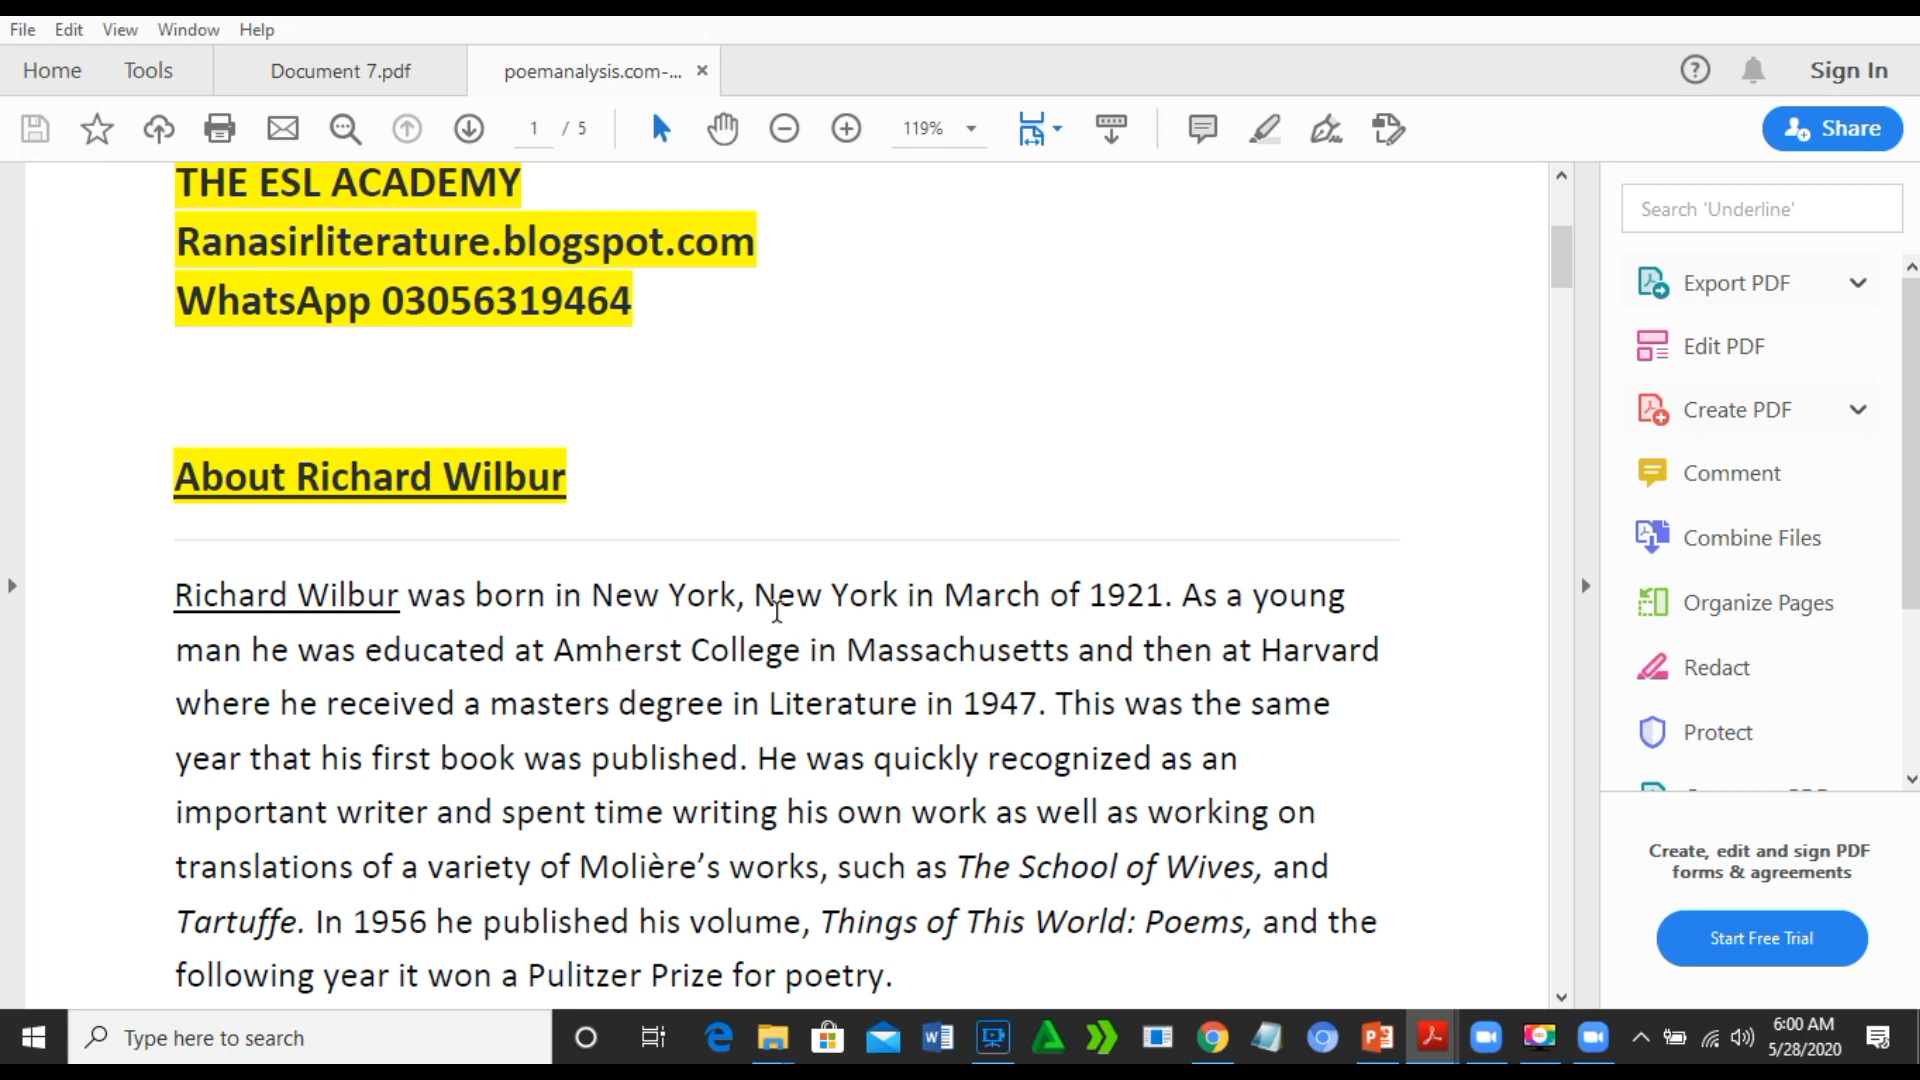 File Edit View Window Help
Home Tools Document 7.pdf poemanalysis.com-... × Sign In
1 / 5 119% Share
THE ESL ACADEMY
Ranasirliterature.blogspot.com
WhatsApp 03056319464
About Richard Wilbur
Richard Wilbur was born in New York, New York in March of 1921. As a young
man he was educated at Amherst College in Massachusetts and then at Harvard
where he received a masters degree in Literature in 1947. This was the same
year that his first book was published. He was quickly recognized as an
important writer and spent time writing his own work as well as working on
translations of a variety of Molière’s works, such as The School of Wives, and
Tartuffe. In 1956 he published his volume, Things of This World: Poems, and the
following year it won a Pulitzer Prize for poetry.
Search 'Underline'
Export PDF
Edit PDF
Create PDF
Comment
Combine Files
Organize Pages
Redact
Protect
Create, edit and sign PDF
forms & agreements
Start Free Trial
Type here to search
6:00 AM
5/28/2020